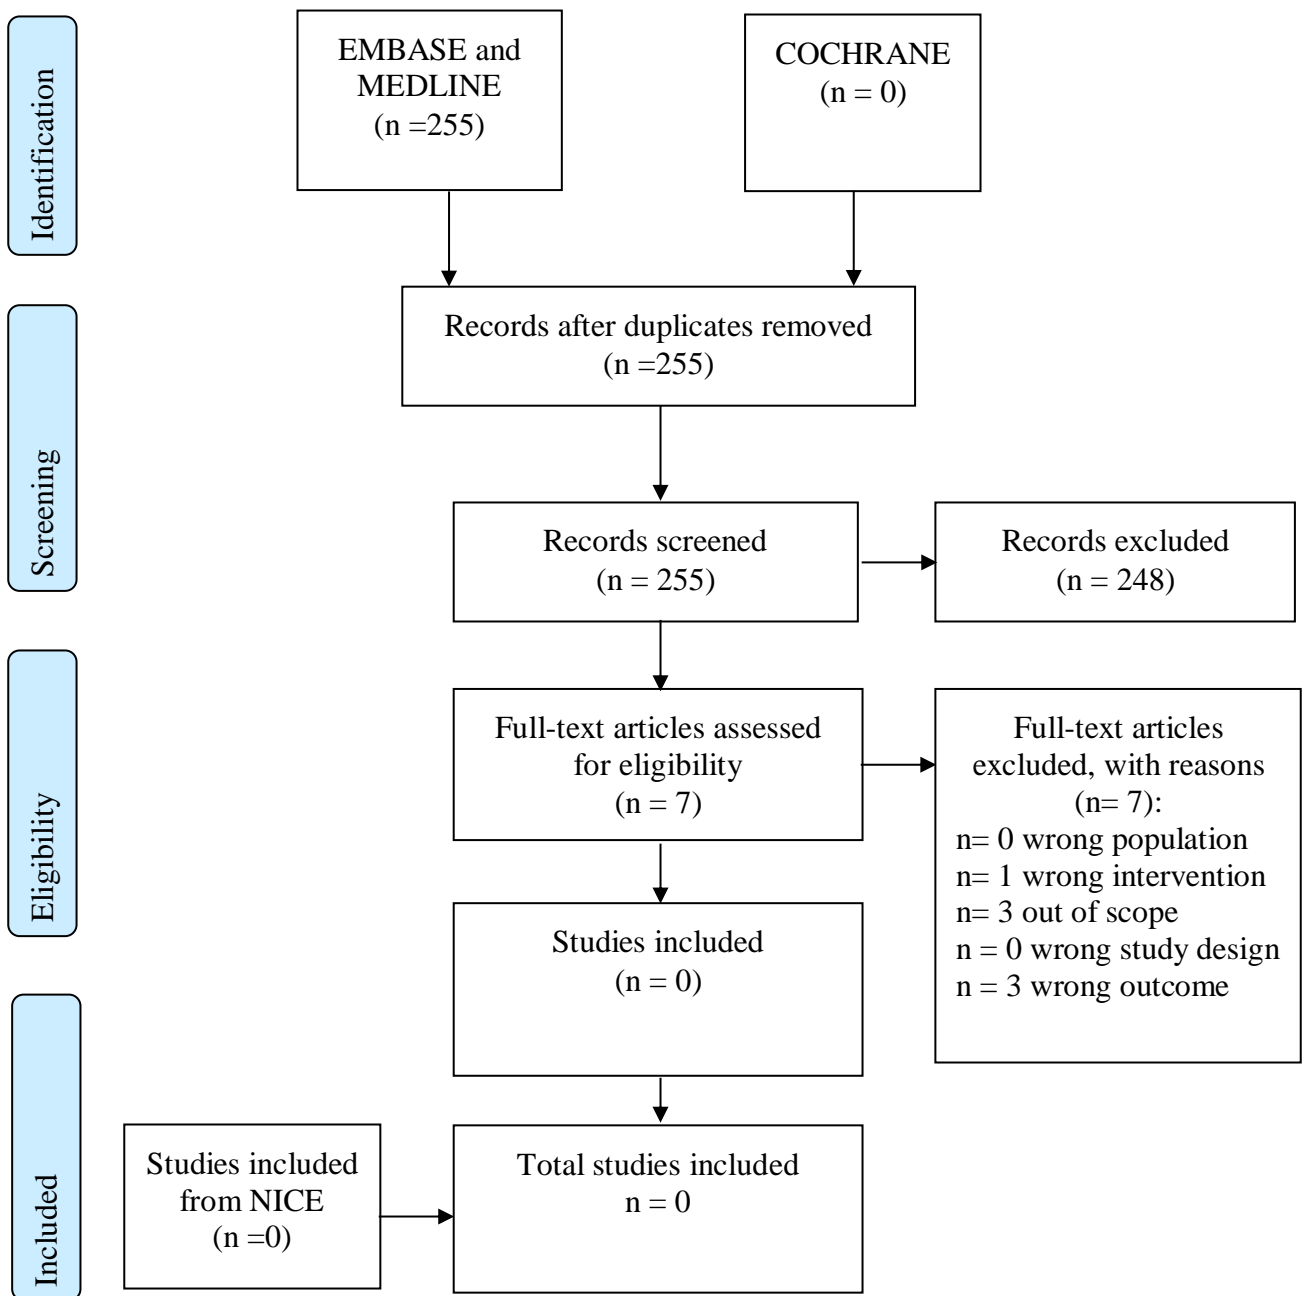 Identification
EMBASE and
MEDLINE
(n =255)
COCHRANE
(n = 0)
Screening
Records after duplicates removed
(n =255)
Records screened
(n = 255)
Records excluded
(n = 248)
Eligibility
Full-text articles assessed
for eligibility
(n = 7)
Full-text articles
excluded, with reasons
(n= 7):
n= 0 wrong population
n= 1 wrong intervention
n= 3 out of scope
n = 0 wrong study design
n = 3 wrong outcome
Studies included
(n = 0)
Included
Studies included
from NICE
(n =0)
Total studies included
n = 0